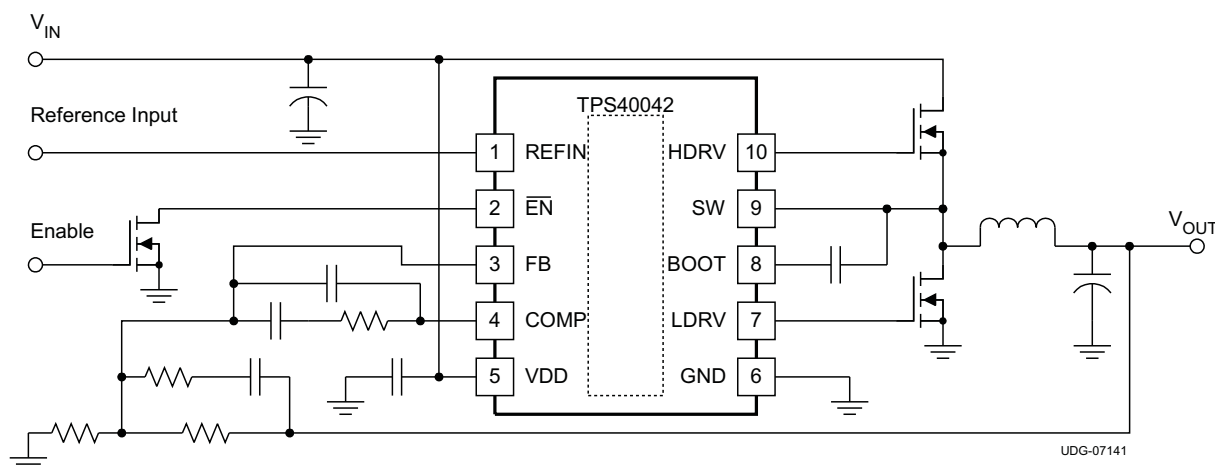 VIN
Reference Input
Enable
TPS40042
1 REFIN
2 EN
3 FB
4 COMP
5 VDD
HDRV 10
SW 9
BOOT 8
LDRV 7
GND 6
VOUT
UDG-07141